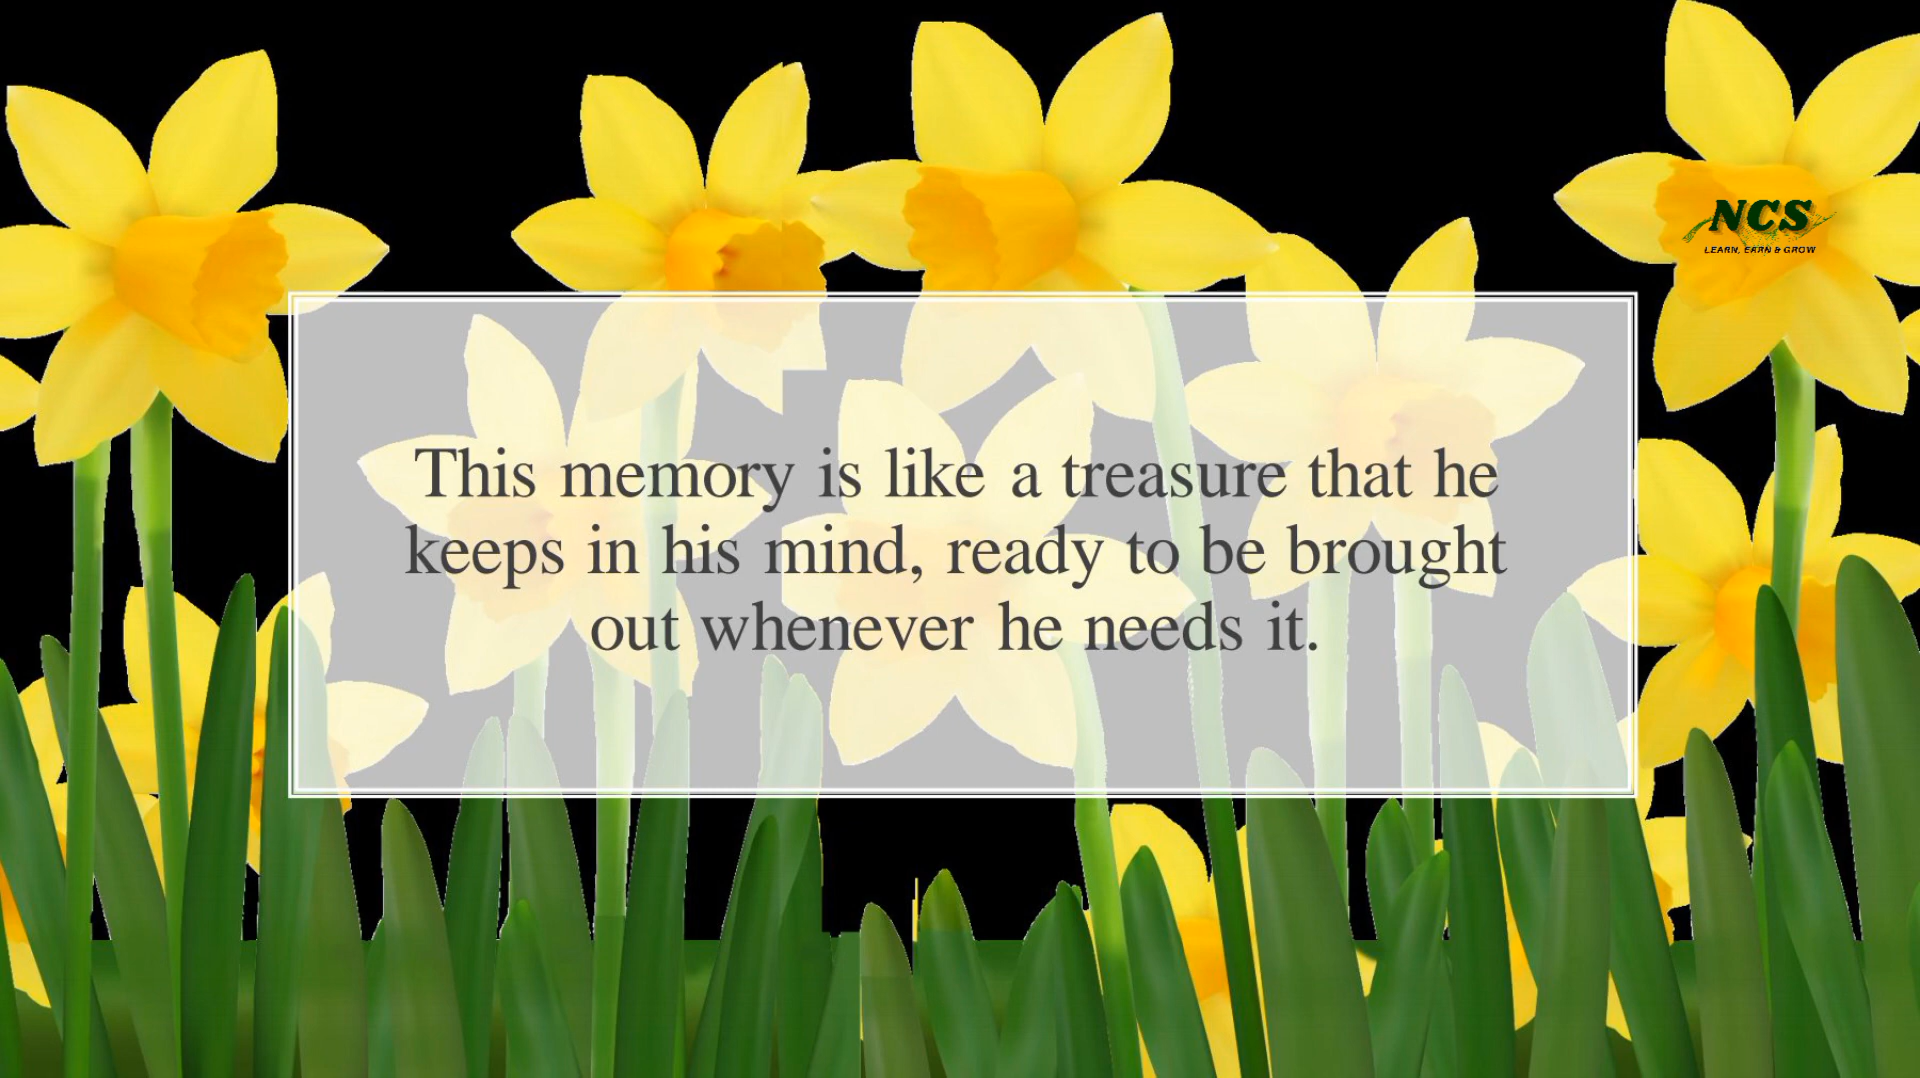 NCS
LEARN, EARN & GROW
This memory is like a treasure that he
keeps in his mind, ready to be brought
out whenever he needs it.